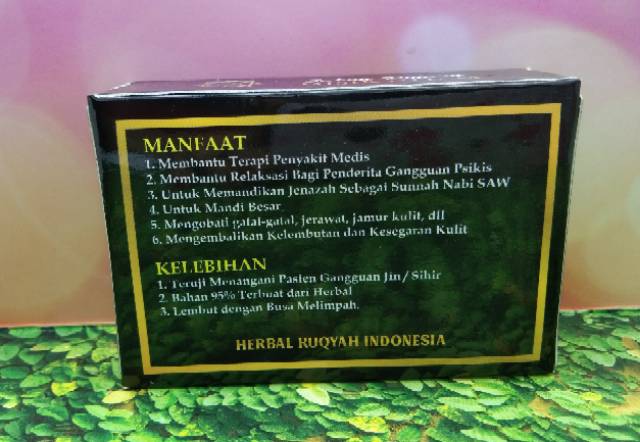 MANFAAT
1. Membantu Terapi Penyakit Medis
2. Membantu Relaksasi Bagi Penderita Gangguan Psikis
3. Untuk Memandikan Jenazah Sebagai Sunnah Nabi SAW
4. Untuk Mandi Besar
5. Mengobati gatal-gatal, jerawat, jamur kulit, dll
6. Mengembalikan Kelembutan dan Kesegaran Kulit
KELEBIHAN
1. Teruji Menangani Pasien Gangguan Jin / Sihir
2. Bahan 95% Terbuat dari Herbal
3. Lembut dengan Busa Melimpah.
HERBAL RUQYAH INDONESIA